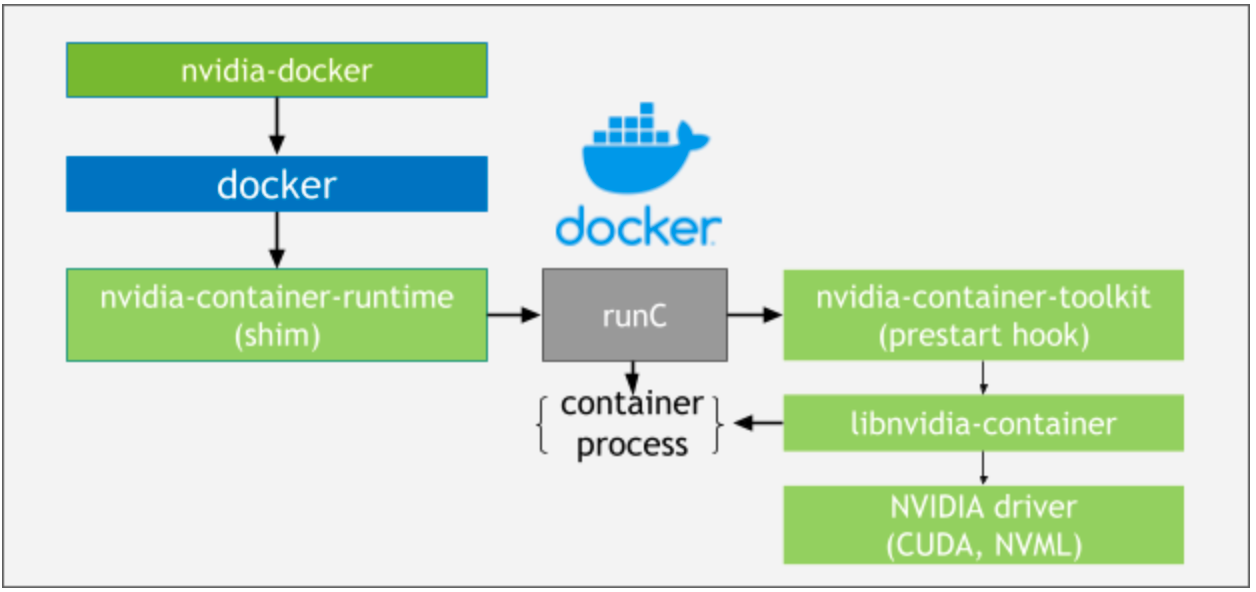 nvidia-docker
docker
docker
nvidia-container-runtime
(shim)
runC
nvidia-container-toolkit
(prestart hook)
container
process
libnvidia-container
NVIDIA driver
(CUDA, NVML)